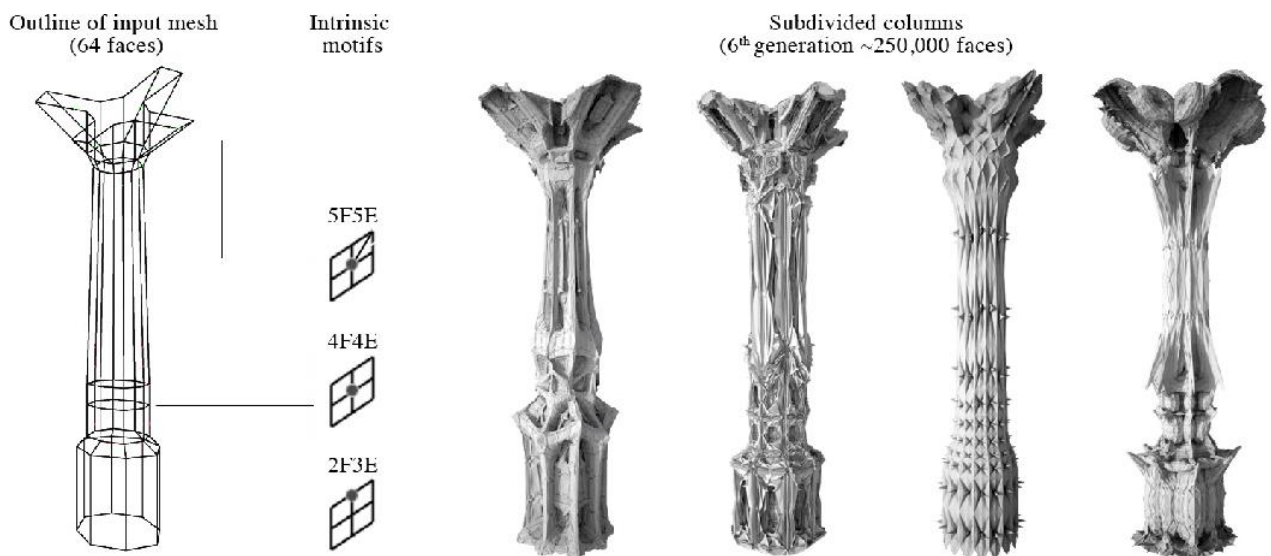 Outline of input mesh
(64 faces)
Intrinsic
motifs
Subdivided columns
(6th generation ~250,000 faces)
5F5E
4F4E
2F3E